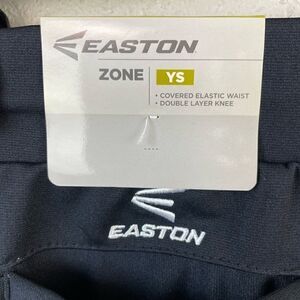 EASTON
ZONE
YS
• COVERED ELASTIC WAIST
• DOUBLE LAYER KNEE
EASTON